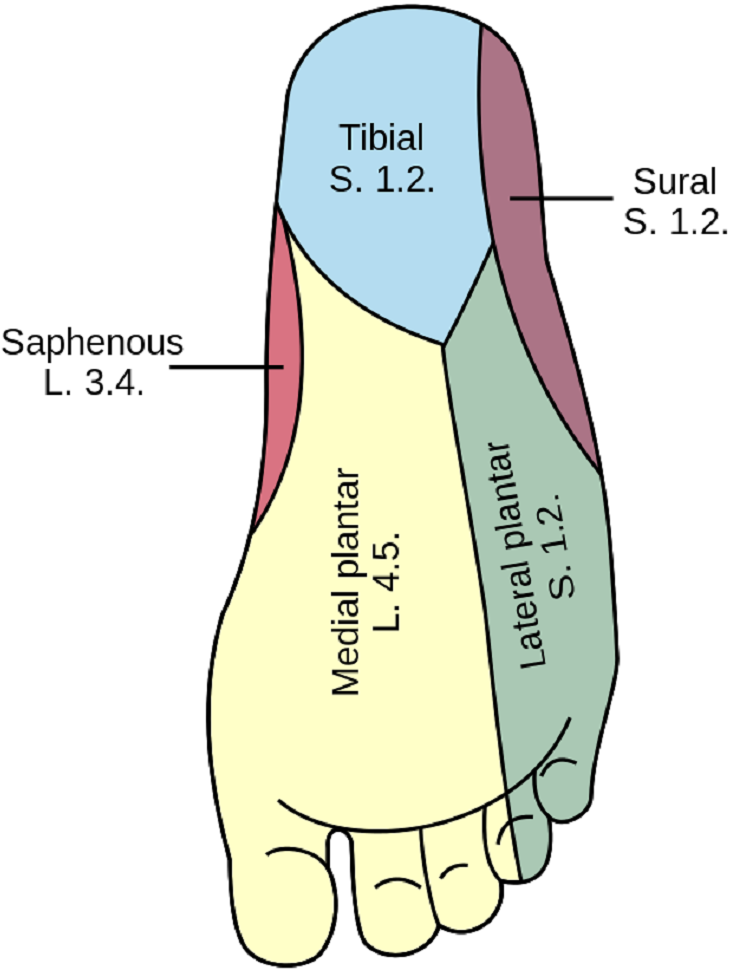 Tibial
S. 1.2.
Sural
S. 1.2.
Saphenous
L. 3.4.
Medial plantar
L. 4.5.
Lateral plantar
S. 1.2.